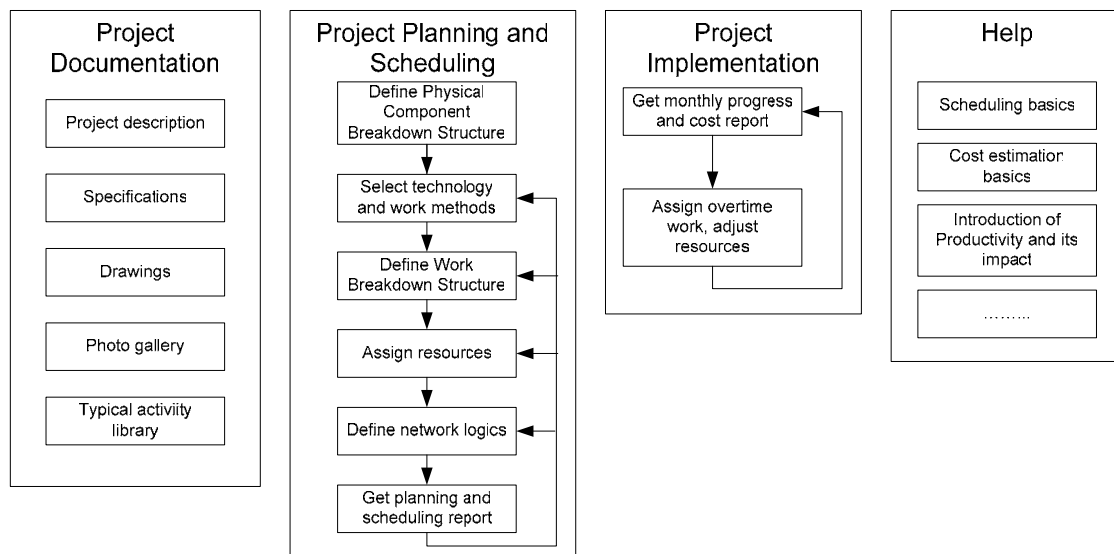 Project
Documentation
Project description
Specifications
Drawings
Photo gallery
Typical activity
library
Project Planning and
Scheduling
Define Physical
Component
Breakdown Structure
Select technology
and work methods
Define Work
Breakdown Structure
Assign resources
Define network logics
Get planning and
scheduling report
Project
Implementation
Get monthly progress
and cost report
Assign overtime
work, adjust
resources
Help
Scheduling basics
Cost estimation
basics
Introduction of
Productivity and its
impact
………